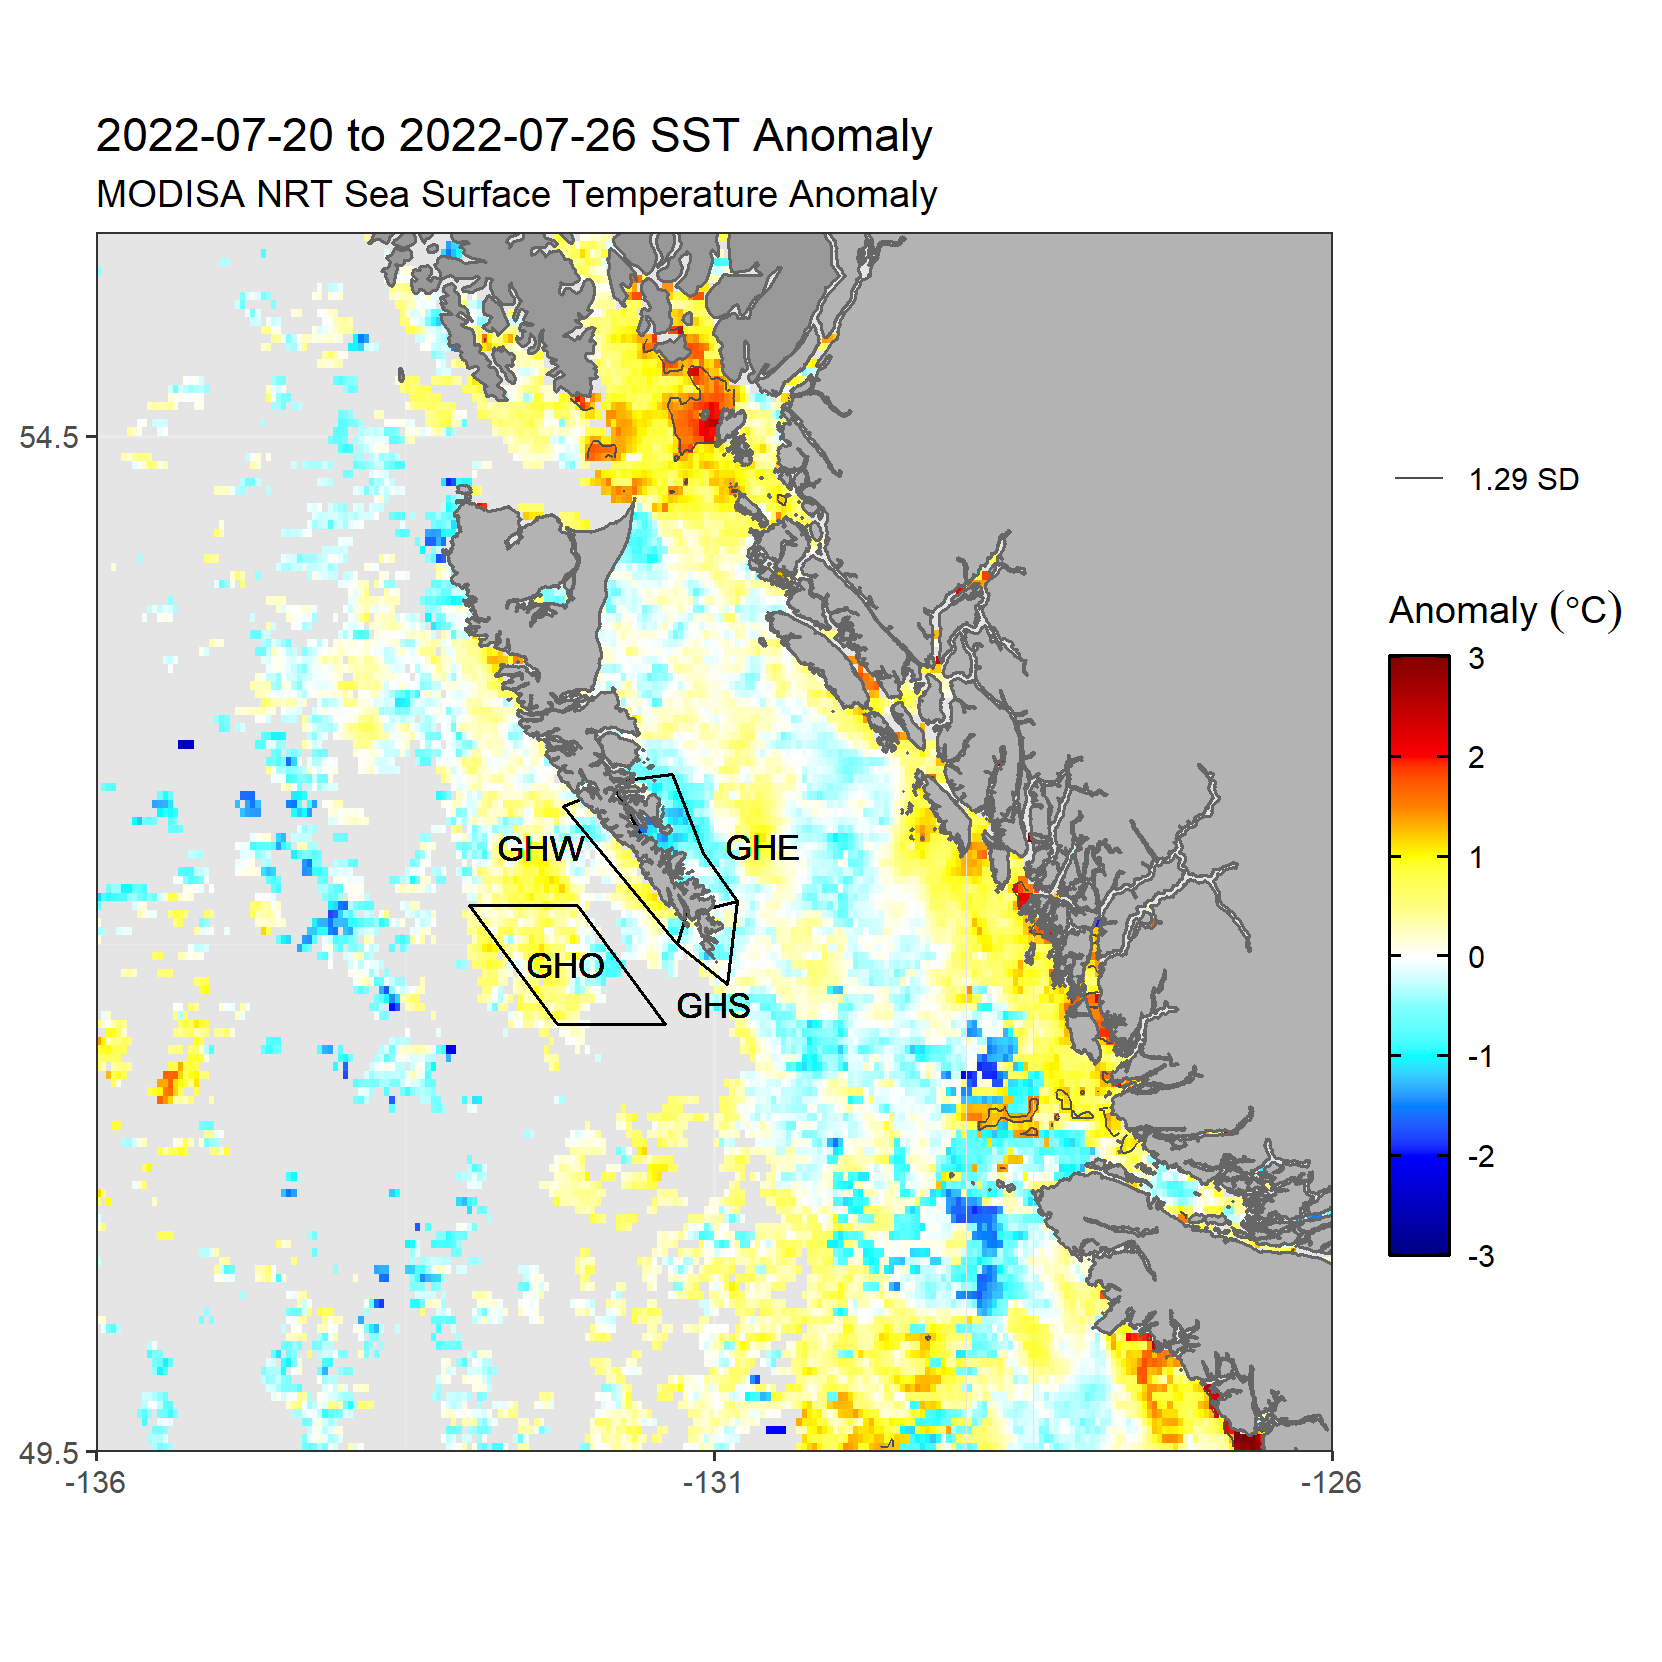 2022-07-20 to 2022-07-26 SST Anomaly
MODISA NRT Sea Surface Temperature Anomaly
54.5
49.5
-136
-131
-126
GHW
GHE
GHO
GHS
1.29 SD
Anomaly (°C)
3
2
1
0
-1
-2
-3